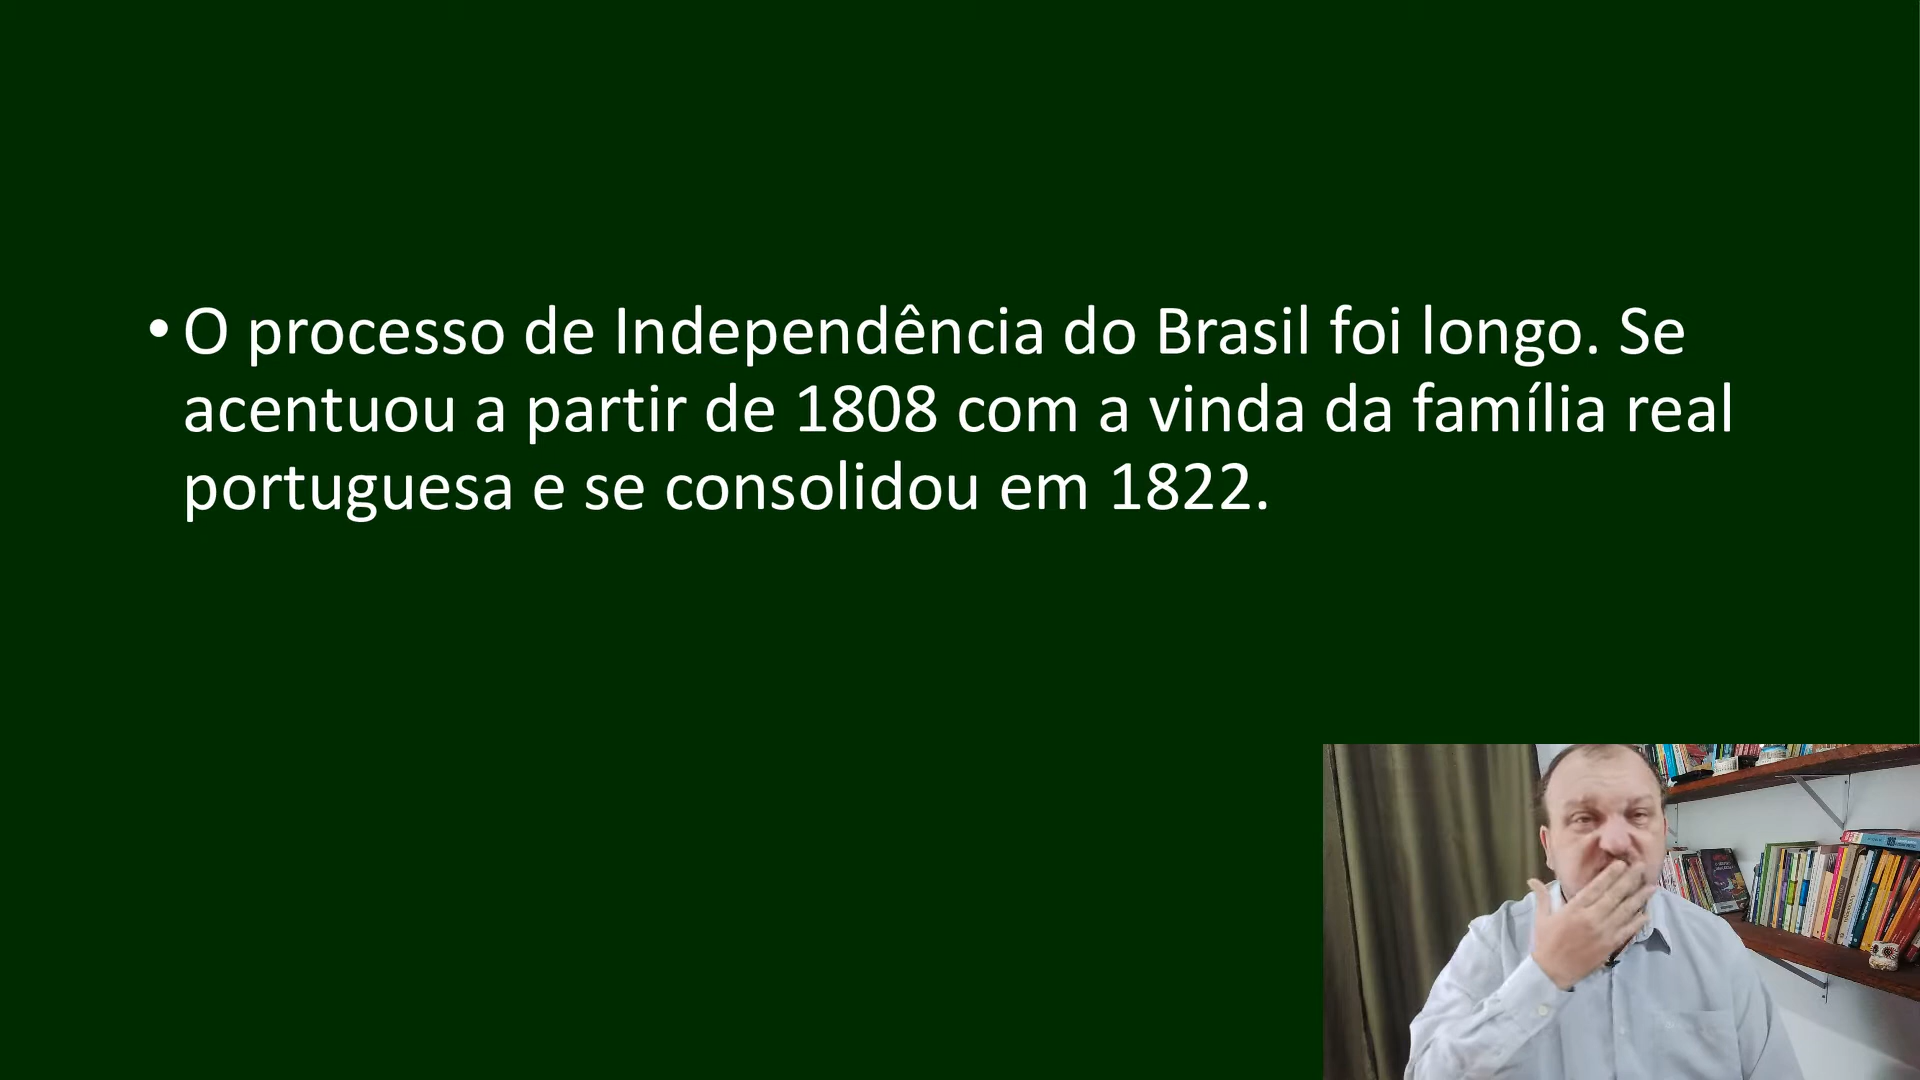 • O processo de Independência do Brasil foi longo. Se
acentuou a partir de 1808 com a vinda da família real
portuguesa e se consolidou em 1822.